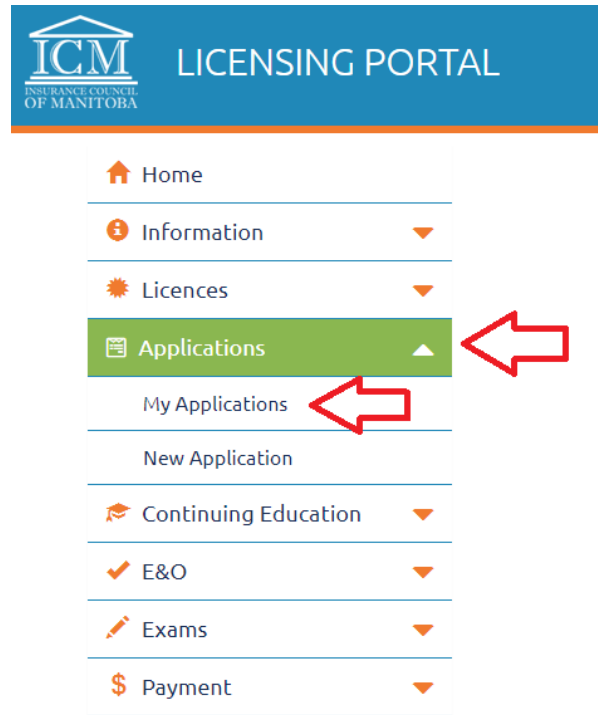 ICM
INSURANCE COUNCIL
OF MANITOBA
LICENSING PORTAL
Home
Information
Licences
Applications
My Applications
New Application
Continuing Education
E&O
Exams
$ Payment